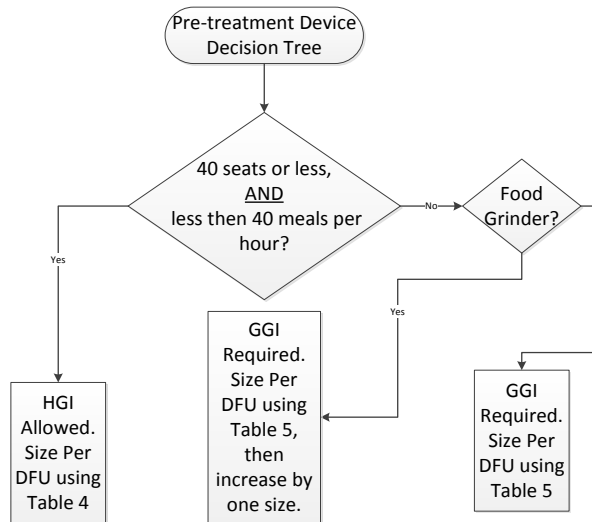 Pre-treatment Device
Decision Tree
40 seats or less,
AND
less then 40 meals per
hour?
No
Food
Grinder?
Yes
Yes
HGI
Allowed.
Size Per
DFU using
Table 4
GGI
Required.
Size Per
DFU using
Table 5,
then
increase by
one size.
GGI
Required.
Size Per
DFU using
Table 5